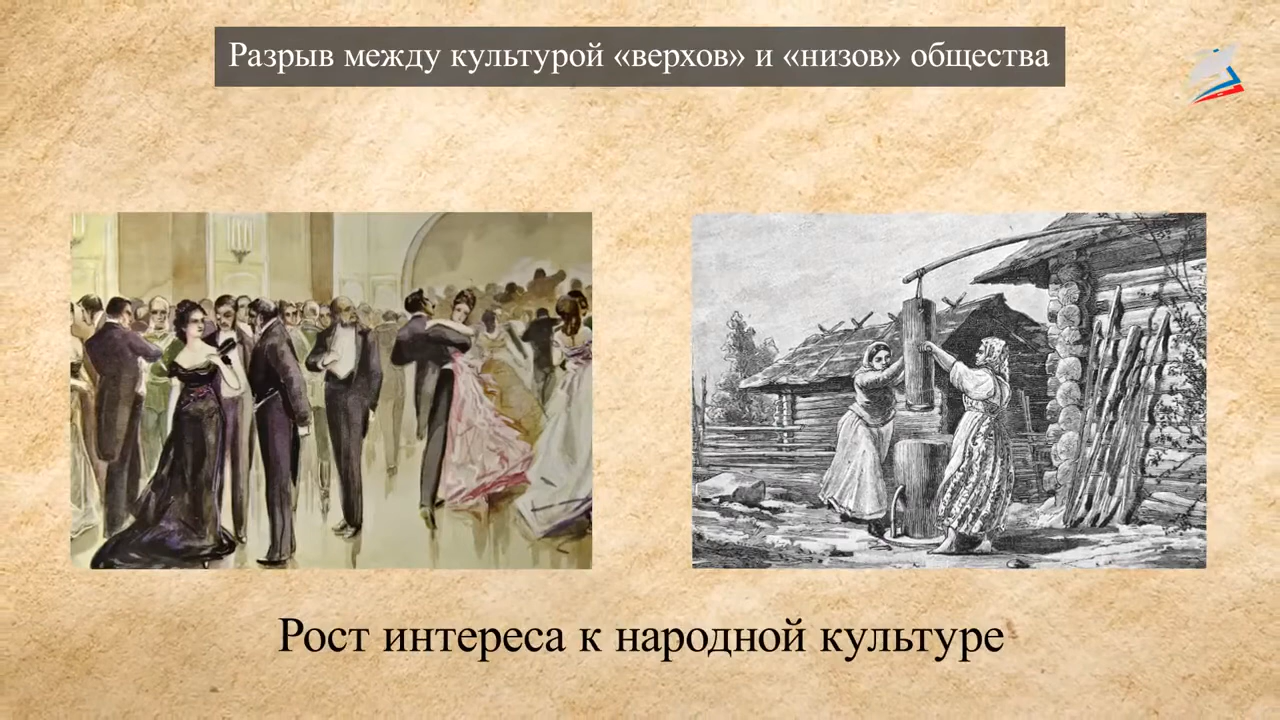 Разрыв между культурой «верхов» и «низов» общества
Рост интереса к народной культуре